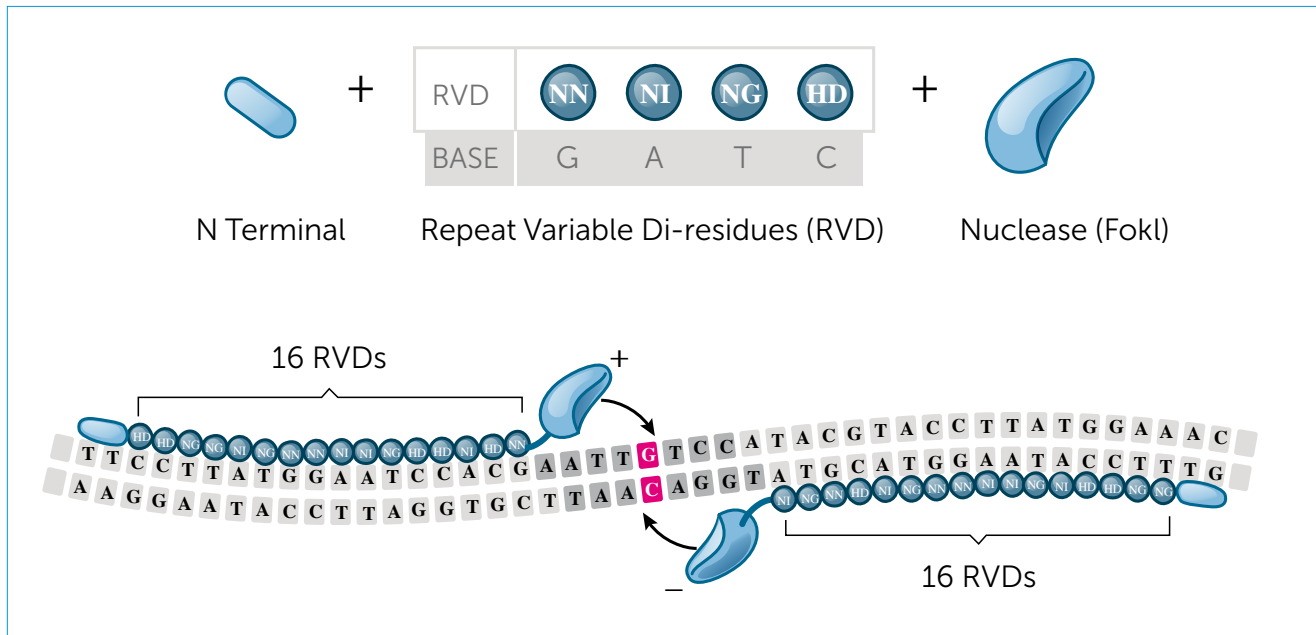 + RVD NN NI NG HD +
BASE G A T C
N Terminal
Repeat Variable Di-residues (RVD)
Nuclease (Fokl)
16 RVDs
+
HD HD NG NG NI NG NN NN NI NI NG HD HD NI HD NN
T T C C T T A T G G A A T C C A C G A A T T G T C C A T A C G T A C C T T A T G G A A A C
A A G G A A T A C C T T A G G T G C T T A A C A G G T A T G C A T G G A A T A C C T T T G
NI NG NN HD NI NG NN NN NI NI NG NI HD HD NG NG
–
16 RVDs